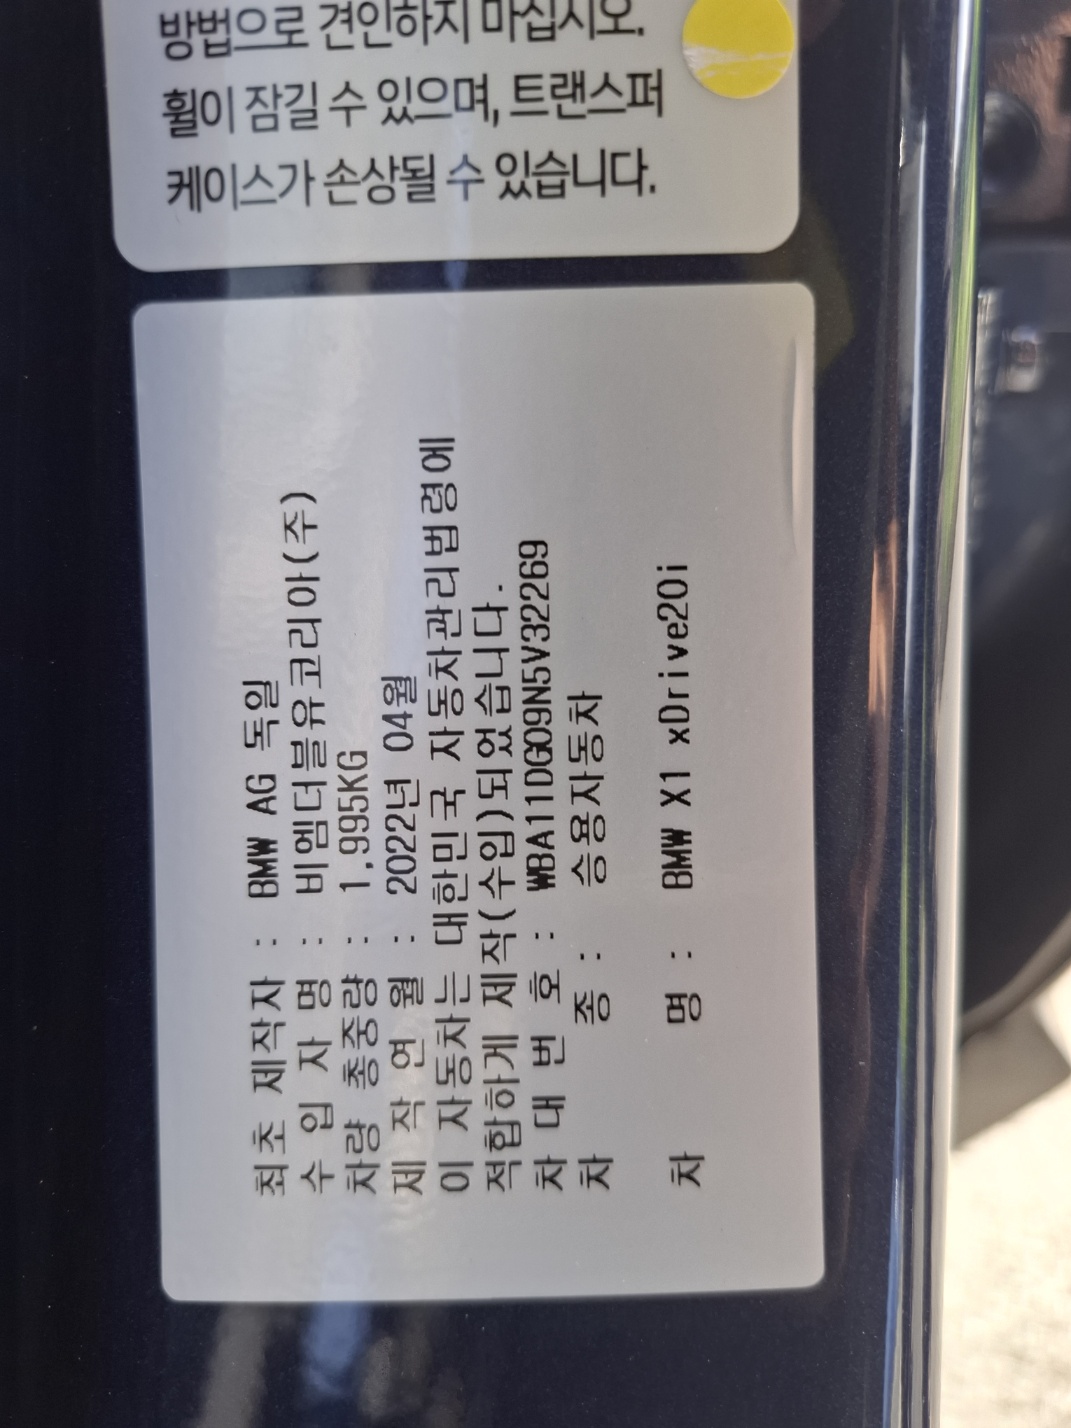 방법으로 견인하지 마십시오.
휠이 잠길 수 있으며, 트랜스퍼
케이스가 손상될 수 있습니다.
최초 제작자 : BMW AG 독일
수 입 자 명 : 비엠더블유코리아(주)
차량 총중량 : 1,995KG
제 작 연 월 : 2022년 04월
이 자동차는 대한민국 자동차관리법령에
적합하게 제작(수입)되었습니다.
차 대 번 호 : WBA11DG09N5V32269
차 종 : 승용자동차
차 명 : BMW X1 xDrive20i